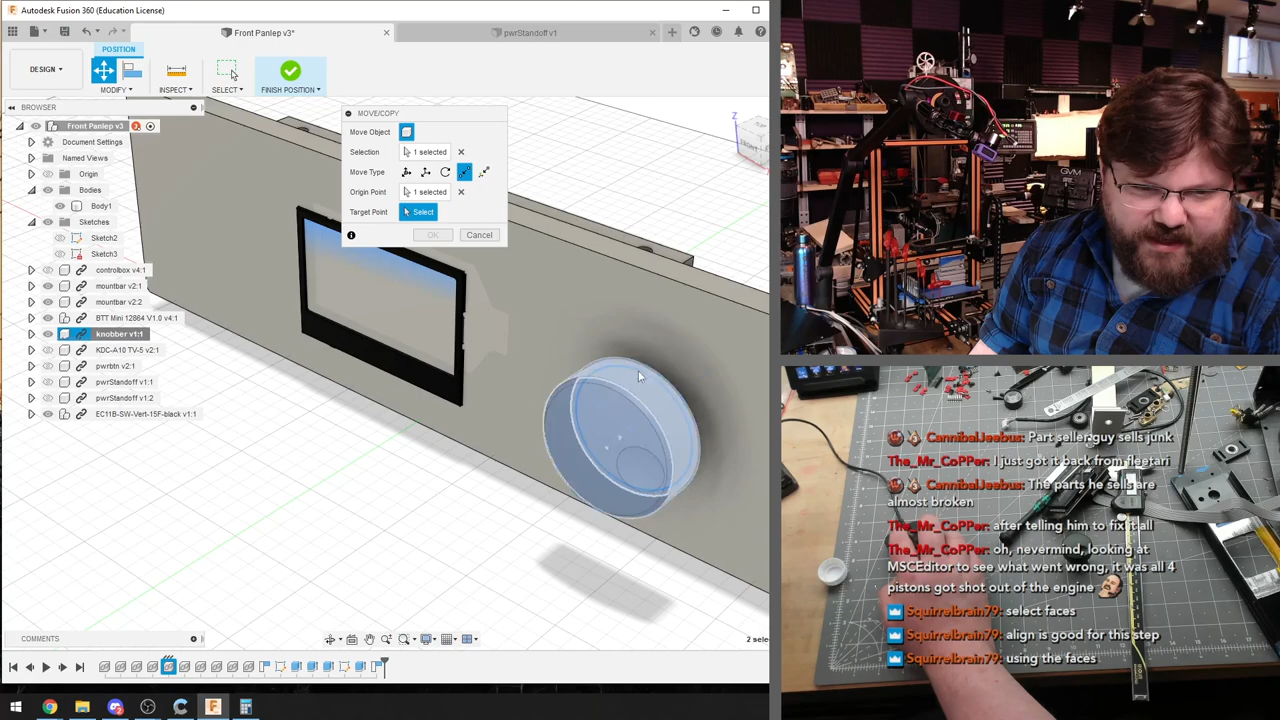 Autodesk Fusion 360 (Education License)
Front Panlep v3*
pwrStandoff v1
POSITION
DESIGN
MODIFY
INSPECT
SELECT
FINISH POSITION
BROWSER
Front Panlep v3
Document Settings
Named Views
Origin
Bodies
Body1
Sketches
Sketch2
Sketch3
controlbox v4:1
mountbar v2:1
mountbar v2:2
BTT Mini 12864 V1.0 v4:1
knobber v1:1
KDC-A10 TV-5 v2:1
pwrbtn v2:1
pwrStandoff v1:1
pwrStandoff v1:2
EC11B-SW-Vert-15F-black v1:1
MOVE/COPY
Move Object
Selection
1 selected
Move Type
Origin Point
1 selected
Target Point
Select
OK
Cancel
Z
COMMENTS
2 sele
GVM
CannibalJeebus: Part seller guy sells junk
The_Mr_CoPPer: I just got it back from fleetari
CannibalJeebus: The parts he sells are
almost broken
The_Mr_CoPPer: after telling him to fix it all
The_Mr_CoPPer: oh, nevermind, looking at
MSCEditor to see what went wrong, it was all 4
pistons got shot out of the engine
Squirrelbrain79: select faces
Squirrelbrain79: align is good for this step
Squirrelbrain79: using the faces